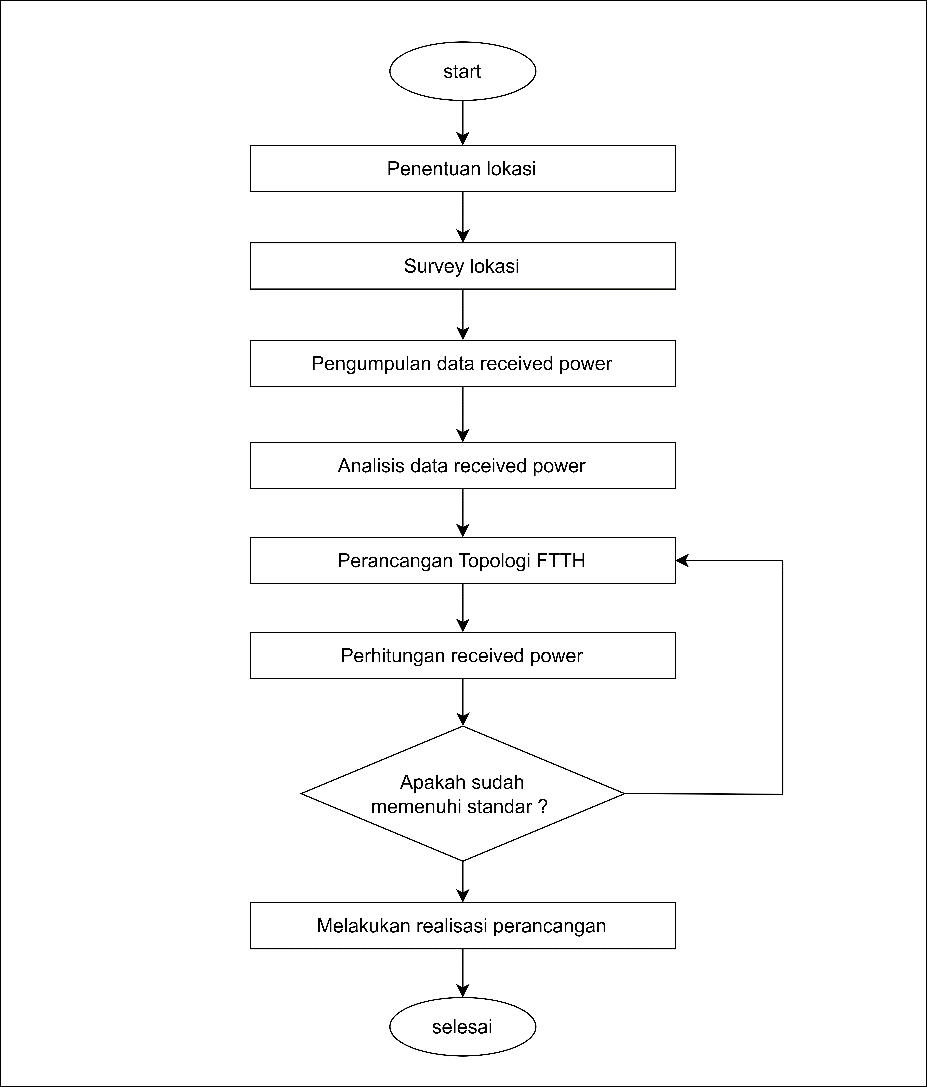 start
Penentuan lokasi
Survey lokasi
Pengumpulan data received power
Analisis data received power
Perancangan Topologi FTTH
Perhitungan received power
Apakah sudah
memenuhi standar ?
Melakukan realisasi perancangan
selesai